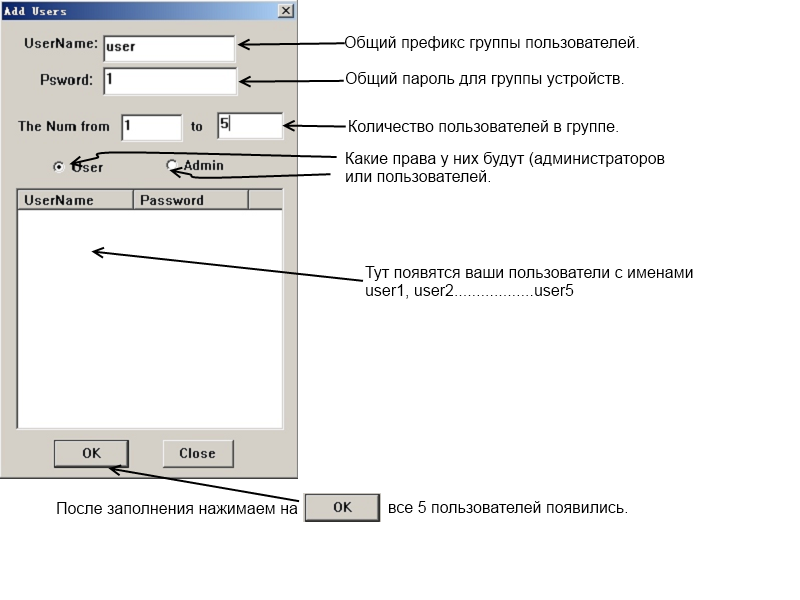 Add Users
UserName: user
Общий префикс группы пользователей.
Psword: 1
Общий пароль для группы устройств.
The Num from 1 to 5
Количество пользователей в группе.
User Admin
Какие права у них будут (администраторов
или пользователей.
UserName Password
Тут появятся ваши пользователи с именами
user1, user2..................user5
OK Close
После заполнения нажимаем на OK все 5 пользователей появились.